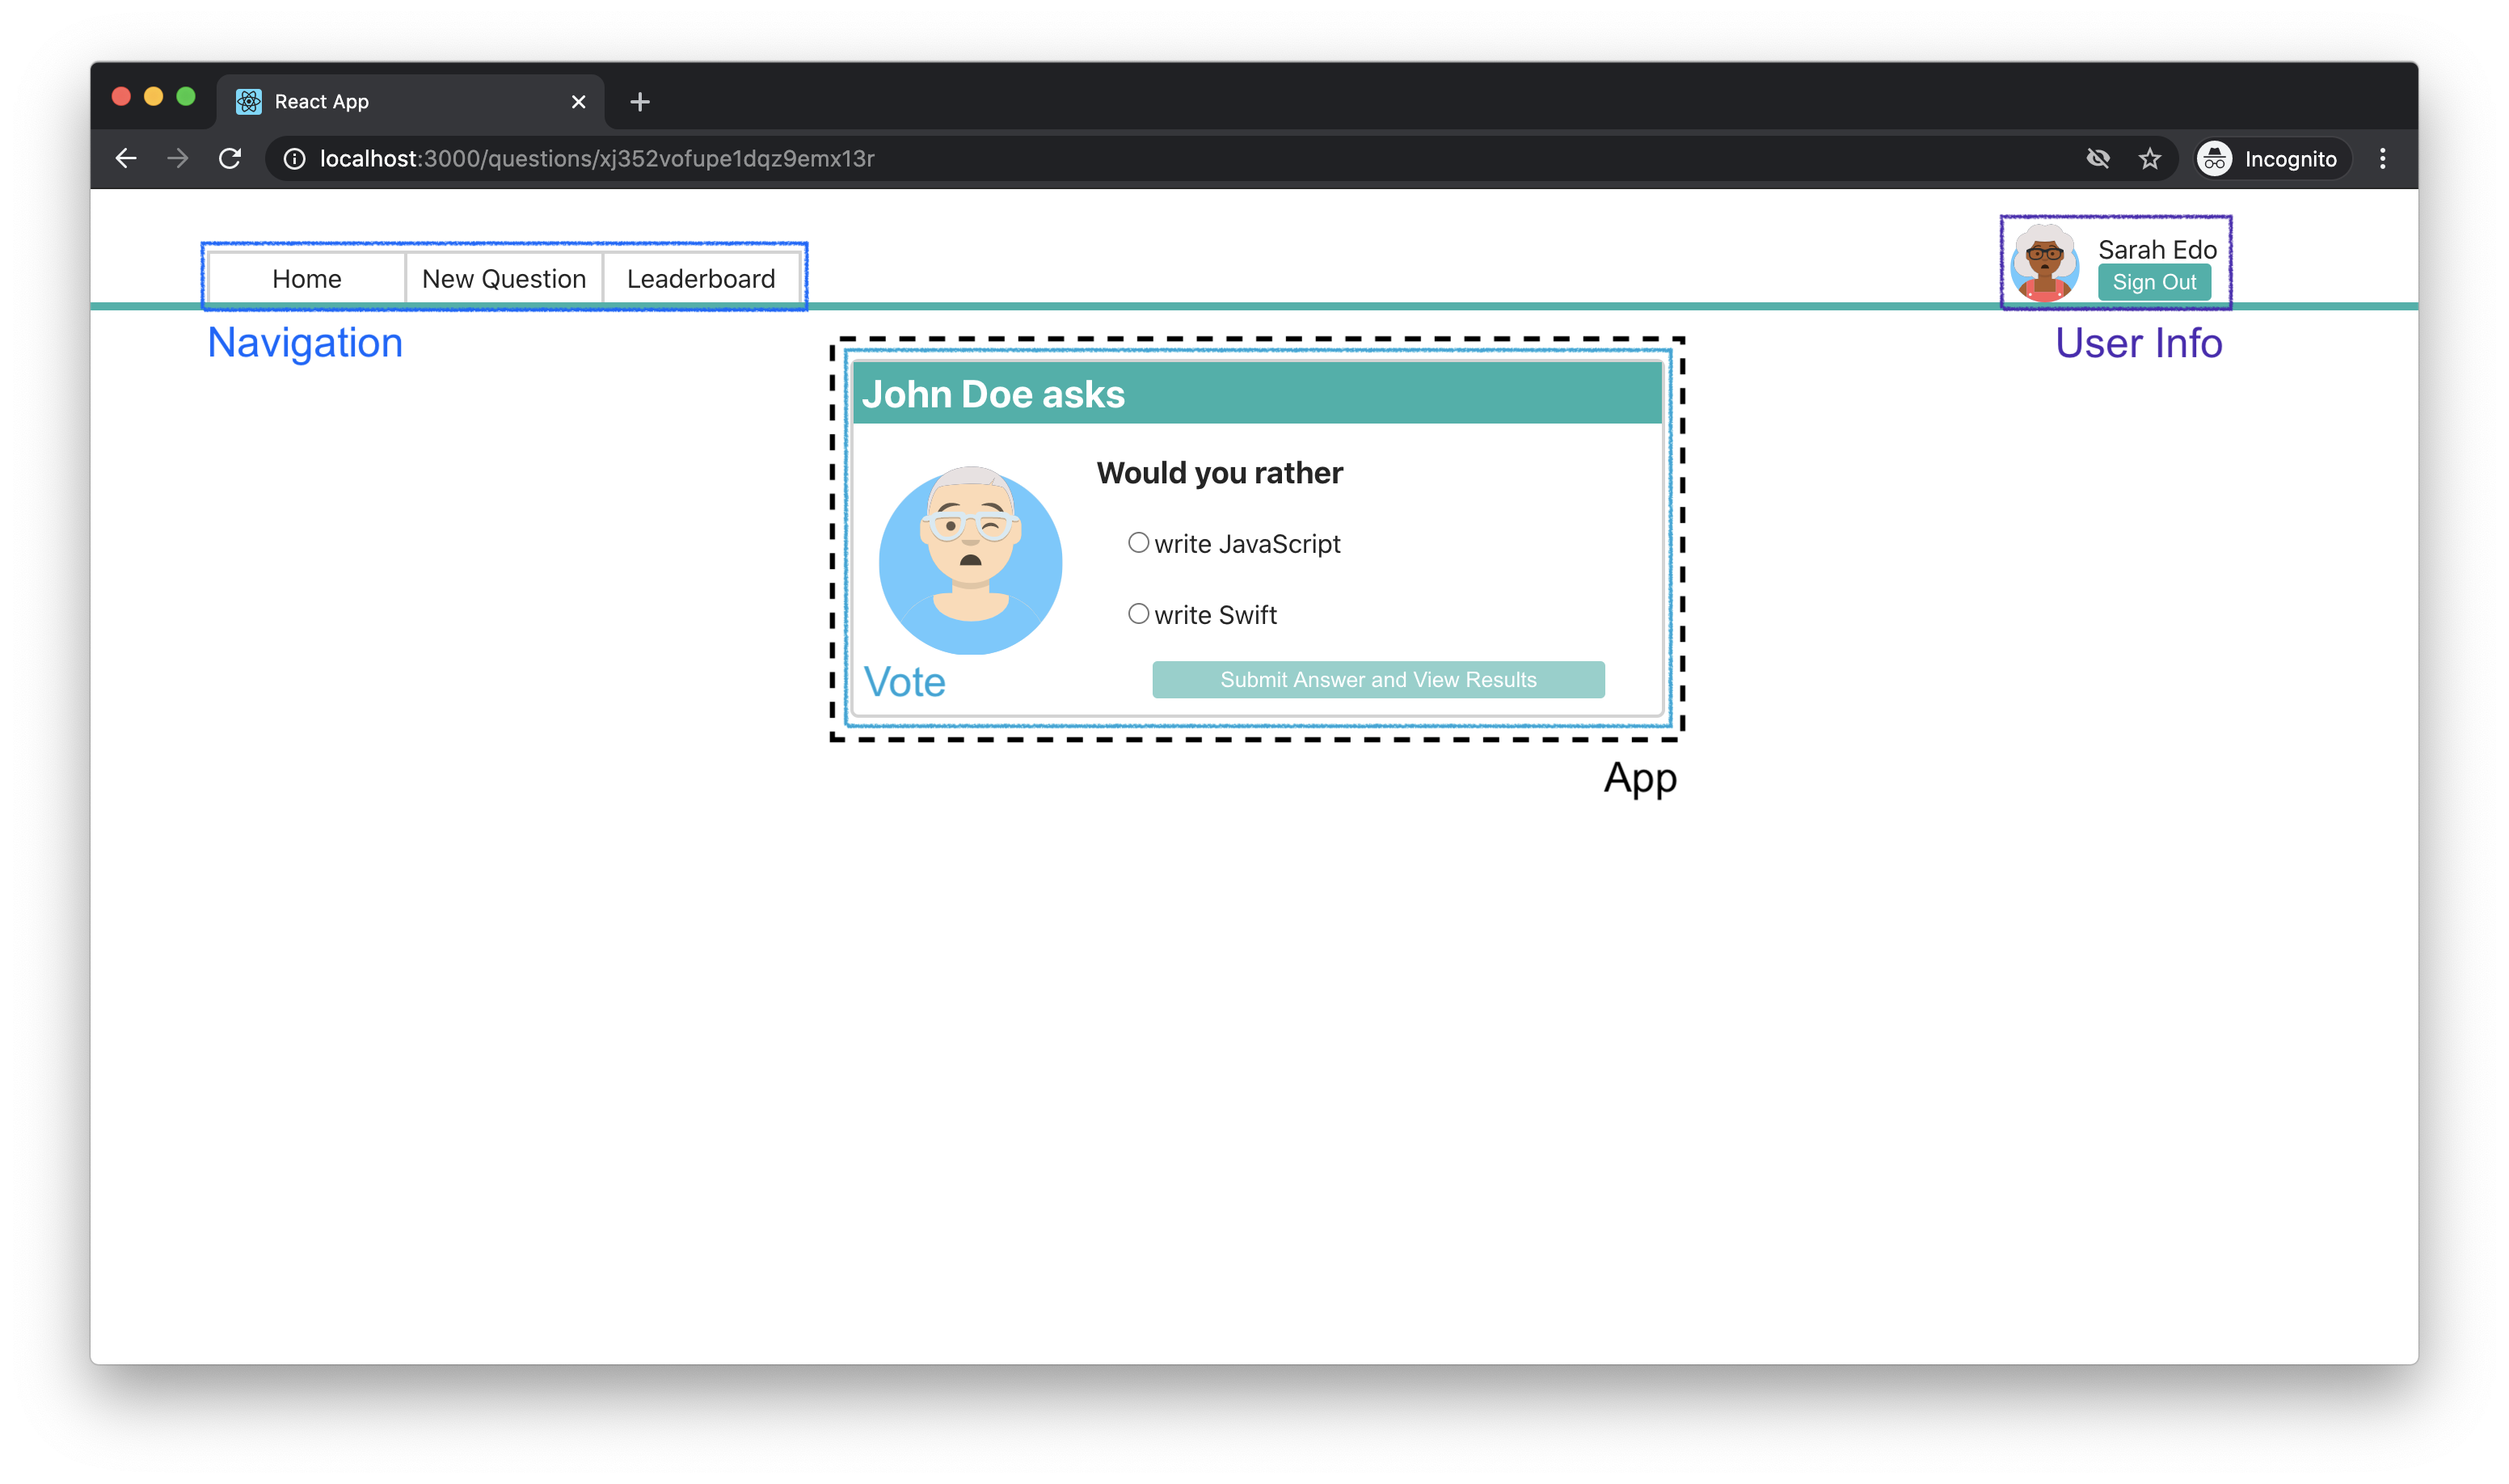 React App
localhost:3000/questions/xj352vofupe1dqz9emx13r
Incognito
Home New Question Leaderboard
Sarah Edo
Sign Out
Navigation
User Info
John Doe asks
Would you rather
write JavaScript
write Swift
Vote
Submit Answer and View Results
App